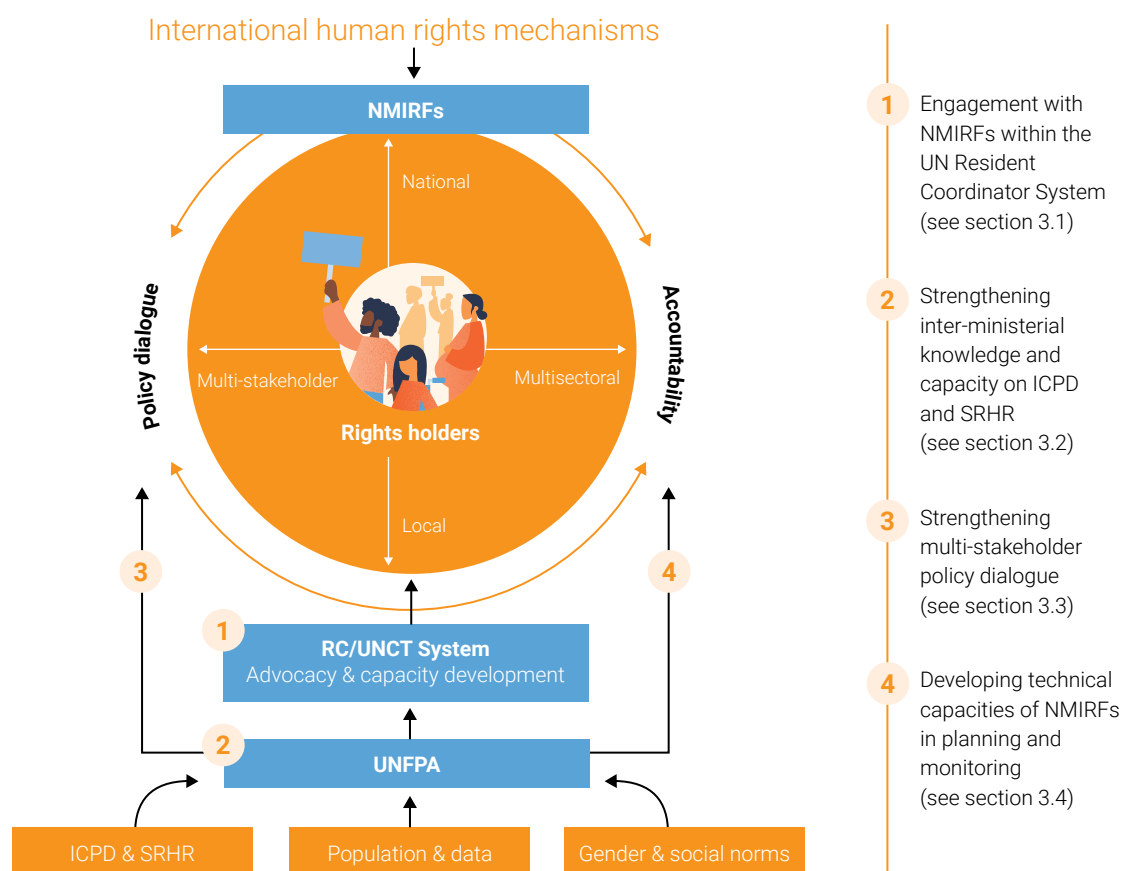 International human rights mechanisms
NMIRFs
National
Policy dialogue
Accountability
Multi-stakeholder
Multisectoral
Rights holders
Local
3
4
1
RC/UNCT System
Advocacy & capacity development
2
UNFPA
ICPD & SRHR
Population & data
Gender & social norms
1
Engagement with
NMIRFs within the
UN Resident
Coordinator System
(see section 3.1)
2
Strengthening
inter-ministerial
knowledge and
capacity on ICPD
and SRHR
(see section 3.2)
3
Strengthening
multi-stakeholder
policy dialogue
(see section 3.3)
4
Developing technical
capacities of NMIRFs
in planning and
monitoring
(see section 3.4)